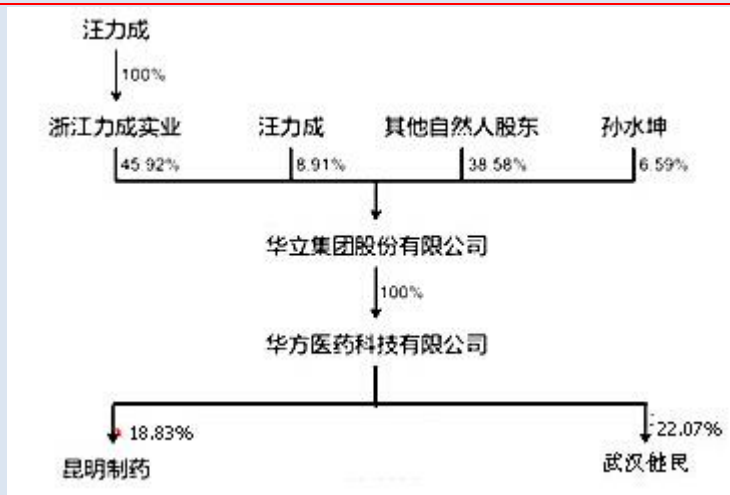 汪力成
100%
浙江力成实业 汪力成 其他自然人股东 孙水坤
45.92% 8.91% 38.58% 6.59%
华立集团股份有限公司
100%
华方医药科技有限公司
18.83% 22.07%
昆明制药 武汉健民